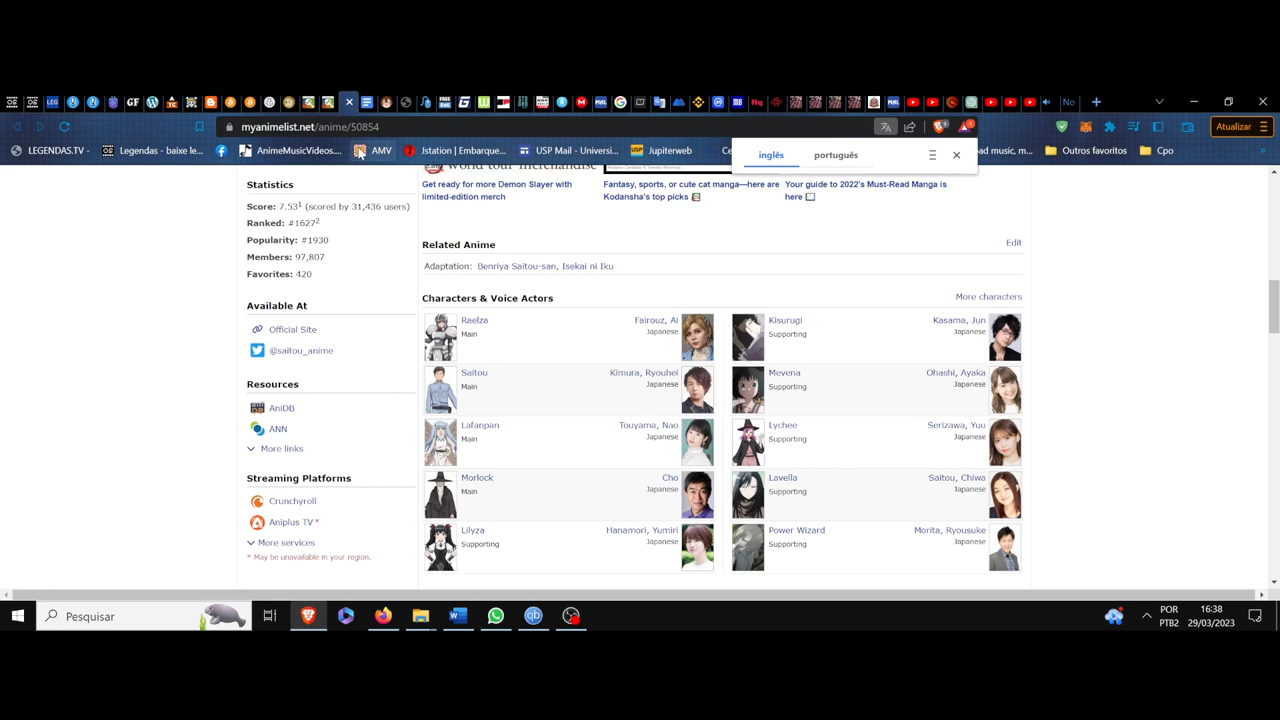 myanimelist.net/anime/50854
Atualizar
LEGENDAS.TV -
Legendas - baixe le...
AnimeMusicVideos....
AMV
Jstation | Embarque...
USP Mail - Universi...
Jupiterweb
Outros favoritos
Cpo
inglês
português
world tour merchandise
Get ready for more Demon Slayer with
limited-edition merch
Fantasy, sports, or cute cat manga—here are
Kodansha's top picks
Your guide to 2022's Must-Read Manga is
here
Statistics
Score: 7.53¹ (scored by 31,436 users)
Ranked: #1627²
Popularity: #1930
Members: 97,807
Favorites: 420
Available At
Official Site
@saitou_anime
Resources
AniDB
ANN
More links
Streaming Platforms
Crunchyroll
Aniplus TV *
More services
* May be unavailable in your region.
Related Anime
Edit
Adaptation: Benriya Saitou-san, Isekai ni Iku
Characters & Voice Actors
More characters
Raelza
Main
Fairouz, Ai
Japanese
Kisurugi
Supporting
Kasama, Jun
Japanese
Saitou
Main
Kimura, Ryouhei
Japanese
Mevena
Supporting
Ohashi, Ayaka
Japanese
Lafanpan
Main
Touyama, Nao
Japanese
Lychee
Supporting
Serizawa, Yuu
Japanese
Morlock
Main
Cho
Japanese
Lavella
Supporting
Saitou, Chiwa
Japanese
Lilyza
Supporting
Hanamori, Yumiri
Japanese
Power Wizard
Supporting
Morita, Ryousuke
Japanese
Pesquisar
POR
PTB2
16:38
29/03/2023